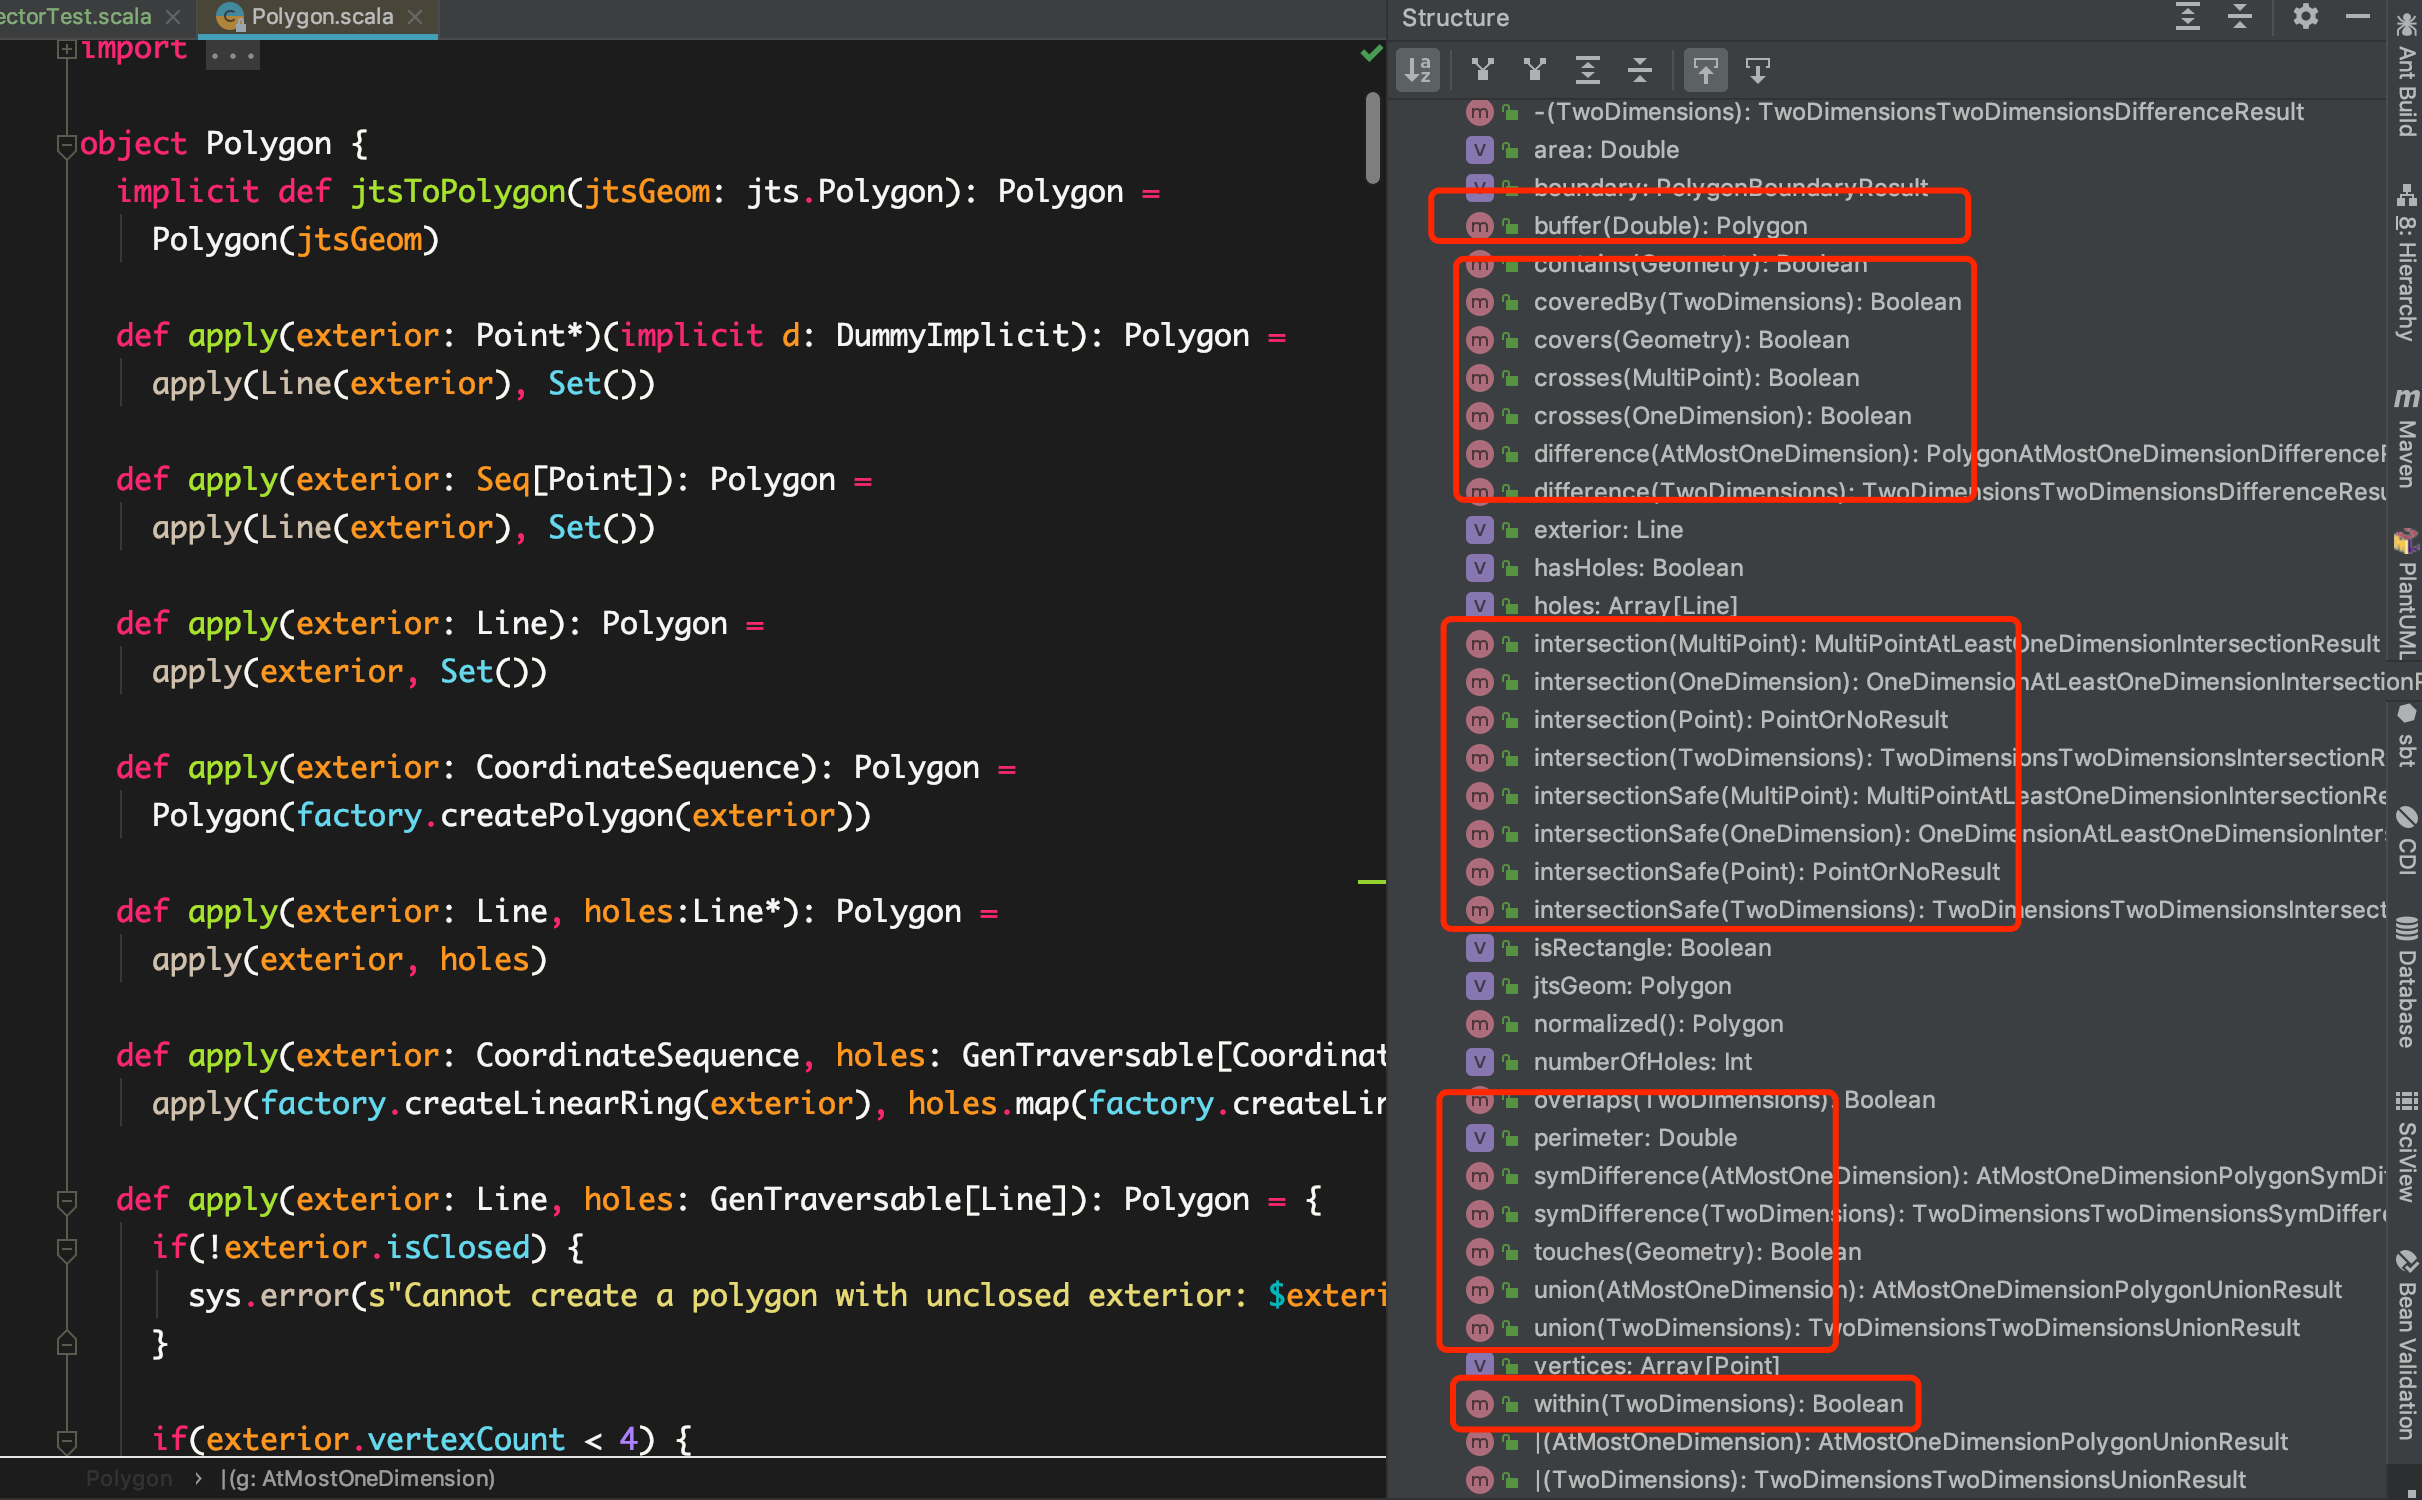 ectorTest.scala
Polygon.scala
import ...
object Polygon {
implicit def jtsToPolygon(jtsGeom: jts.Polygon): Polygon =
Polygon(jtsGeom)
def apply(exterior: Point*)(implicit d: DummyImplicit): Polygon =
apply(Line(exterior), Set())
def apply(exterior: Seq[Point]): Polygon =
apply(Line(exterior), Set())
def apply(exterior: Line): Polygon =
apply(exterior, Set())
def apply(exterior: CoordinateSequence): Polygon =
Polygon(factory.createPolygon(exterior))
def apply(exterior: Line, holes:Line*): Polygon =
apply(exterior, holes)
def apply(exterior: CoordinateSequence, holes: GenTraversable[Coordinat
apply(factory.createLinearRing(exterior), holes.map(factory.createLin
def apply(exterior: Line, holes: GenTraversable[Line]): Polygon = {
if(!exterior.isClosed) {
sys.error(s"Cannot create a polygon with unclosed exterior: $exteri
}
if(exterior.vertexCount < 4) {
Polygon › |(g: AtMostOneDimension)
Structure
-(TwoDimensions): TwoDimensionsTwoDimensionsDifferenceResult
area: Double
boundary: PolygonBoundaryResult
buffer(Double): Polygon
contains(Geometry): Boolean
coveredBy(TwoDimensions): Boolean
covers(Geometry): Boolean
crosses(MultiPoint): Boolean
crosses(OneDimension): Boolean
difference(AtMostOneDimension): PolygonAtMostOneDimensionDifferenceR
difference(TwoDimensions): TwoDimensionsTwoDimensionsDifferenceResu
exterior: Line
hasHoles: Boolean
holes: Array[Line]
intersection(MultiPoint): MultiPointAtLeastOneDimensionIntersectionResult
intersection(OneDimension): OneDimensionAtLeastOneDimensionIntersectionR
intersection(Point): PointOrNoResult
intersection(TwoDimensions): TwoDimensionsTwoDimensionsIntersectionR
intersectionSafe(MultiPoint): MultiPointAtLeastOneDimensionIntersectionRe
intersectionSafe(OneDimension): OneDimensionAtLeastOneDimensionInter
intersectionSafe(Point): PointOrNoResult
intersectionSafe(TwoDimensions): TwoDimensionsTwoDimensionsIntersect
isRectangle: Boolean
jtsGeom: Polygon
normalized(): Polygon
numberOfHoles: Int
overlaps(TwoDimensions): Boolean
perimeter: Double
symDifference(AtMostOneDimension): AtMostOneDimensionPolygonSymDi
symDifference(TwoDimensions): TwoDimensionsTwoDimensionsSymDiffere
touches(Geometry): Boolean
union(AtMostOneDimension): AtMostOneDimensionPolygonUnionResult
union(TwoDimensions): TwoDimensionsTwoDimensionsUnionResult
vertices: Array[Point]
within(TwoDimensions): Boolean
|(AtMostOneDimension): AtMostOneDimensionPolygonUnionResult
|(TwoDimensions): TwoDimensionsTwoDimensionsUnionResult
Ant Build
8: Hierarchy
m Maven
PlantUML
sbt
CDI
Database
SciView
Bean Validation